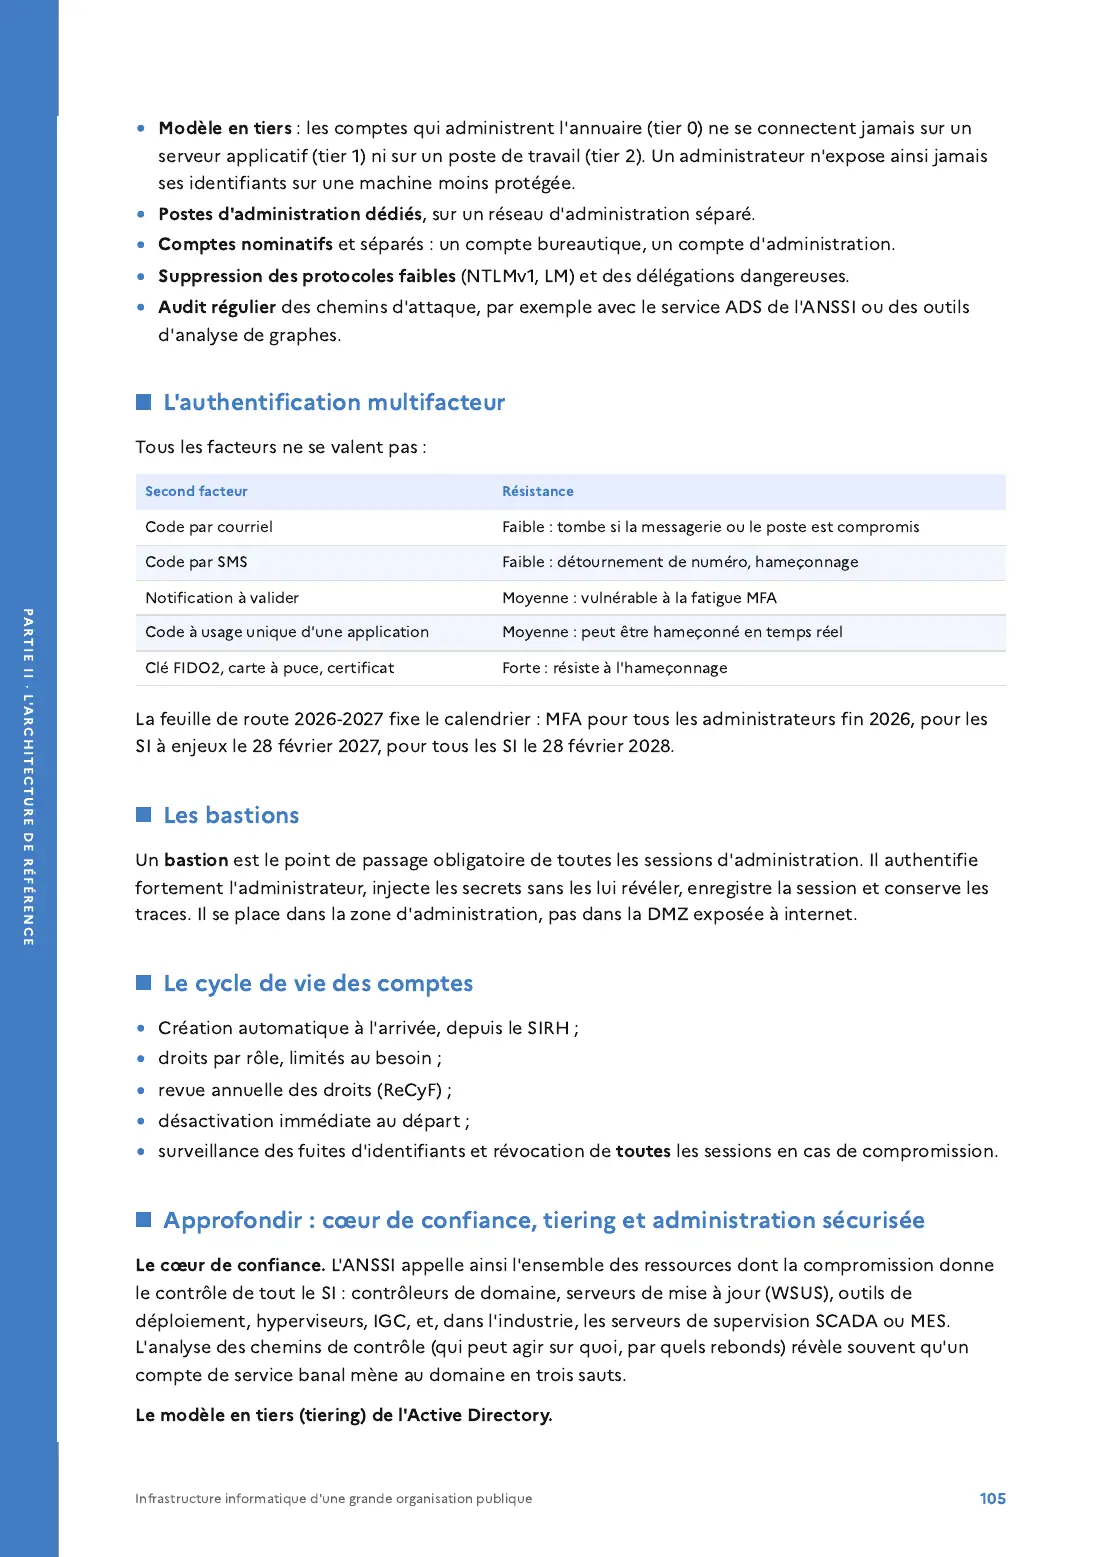 • Modèle en tiers : les comptes qui administrent l'annuaire (tier 0) ne se connectent jamais sur un
serveur applicatif (tier 1) ni sur un poste de travail (tier 2). Un administrateur n'expose ainsi jamais
ses identifiants sur une machine moins protégée.
• Postes d'administration dédiés, sur un réseau d'administration séparé.
• Comptes nominatifs et séparés : un compte bureautique, un compte d'administration.
• Suppression des protocoles faibles (NTLMv1, LM) et des délégations dangereuses.
• Audit régulier des chemins d'attaque, par exemple avec le service ADS de l'ANSSI ou des outils
d'analyse de graphes.
L'authentification multifacteur
Tous les facteurs ne se valent pas :
Second facteur Résistance
Code par courriel Faible : tombe si la messagerie ou le poste est compromis
Code par SMS Faible : détournement de numéro, hameçonnage
Notification à valider Moyenne : vulnérable à la fatigue MFA
Code à usage unique d'une application Moyenne : peut être hameçonné en temps réel
Clé FIDO2, carte à puce, certificat Forte : résiste à l'hameçonnage
La feuille de route 2026-2027 fixe le calendrier : MFA pour tous les administrateurs fin 2026, pour les
SI à enjeux le 28 février 2027, pour tous les SI le 28 février 2028.
Les bastions
Un bastion est le point de passage obligatoire de toutes les sessions d'administration. Il authentifie
fortement l'administrateur, injecte les secrets sans les lui révéler, enregistre la session et conserve les
traces. Il se place dans la zone d'administration, pas dans la DMZ exposée à internet.
Le cycle de vie des comptes
• Création automatique à l'arrivée, depuis le SIRH ;
• droits par rôle, limités au besoin ;
• revue annuelle des droits (ReCyF) ;
• désactivation immédiate au départ ;
• surveillance des fuites d'identifiants et révocation de toutes les sessions en cas de compromission.
Approfondir : cœur de confiance, tiering et administration sécurisée
Le cœur de confiance. L'ANSSI appelle ainsi l'ensemble des ressources dont la compromission donne
le contrôle de tout le SI : contrôleurs de domaine, serveurs de mise à jour (WSUS), outils de
déploiement, hyperviseurs, IGC, et, dans l'industrie, les serveurs de supervision SCADA ou MES.
L'analyse des chemins de contrôle (qui peut agir sur quoi, par quels rebonds) révèle souvent qu'un
compte de service banal mène au domaine en trois sauts.
Le modèle en tiers (tiering) de l'Active Directory.
PARTIE II · L'ARCHITECTURE DE RÉFÉRENCE
Infrastructure informatique d'une grande organisation publique 105